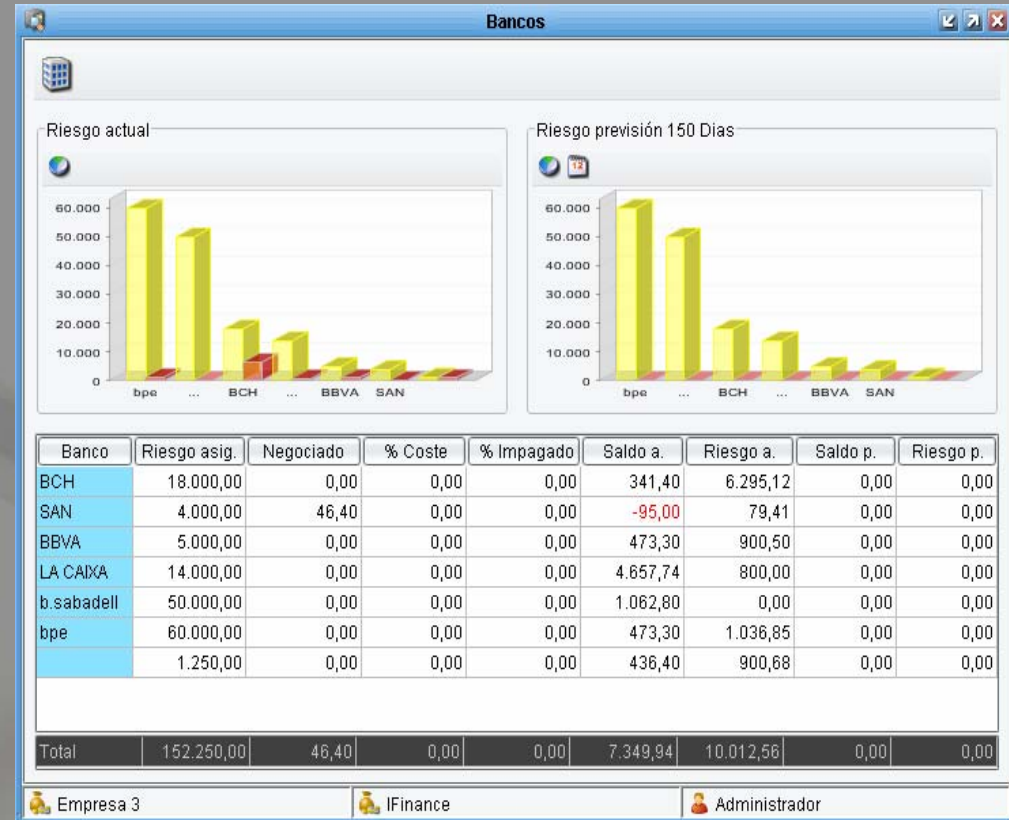 Bancos
Riesgo actual
Riesgo previsión 150 Dias
12
60.000
50.000
40.000
30.000
20.000
10.000
0
bpe ... BCH ... BBVA SAN
60.000
50.000
40.000
30.000
20.000
10.000
0
bpe ... BCH ... BBVA SAN
Banco Riesgo asig. Negociado % Coste % Impagado Saldo a. Riesgo a. Saldo p. Riesgo p.
BCH 18.000,00 0,00 0,00 0,00 341,40 6.295,12 0,00 0,00
SAN 4.000,00 46,40 0,00 0,00 -95,00 79,41 0,00 0,00
BBVA 5.000,00 0,00 0,00 0,00 473,30 900,50 0,00 0,00
LA CAIXA 14.000,00 0,00 0,00 0,00 4.657,74 800,00 0,00 0,00
b.sabadell 50.000,00 0,00 0,00 0,00 1.062,80 0,00 0,00 0,00
bpe 60.000,00 0,00 0,00 0,00 473,30 1.036,85 0,00 0,00
1.250,00 0,00 0,00 0,00 436,40 900,68 0,00 0,00
Total 152.250,00 46,40 0,00 0,00 7.349,94 10.012,56 0,00 0,00
Empresa 3 IFinance Administrador